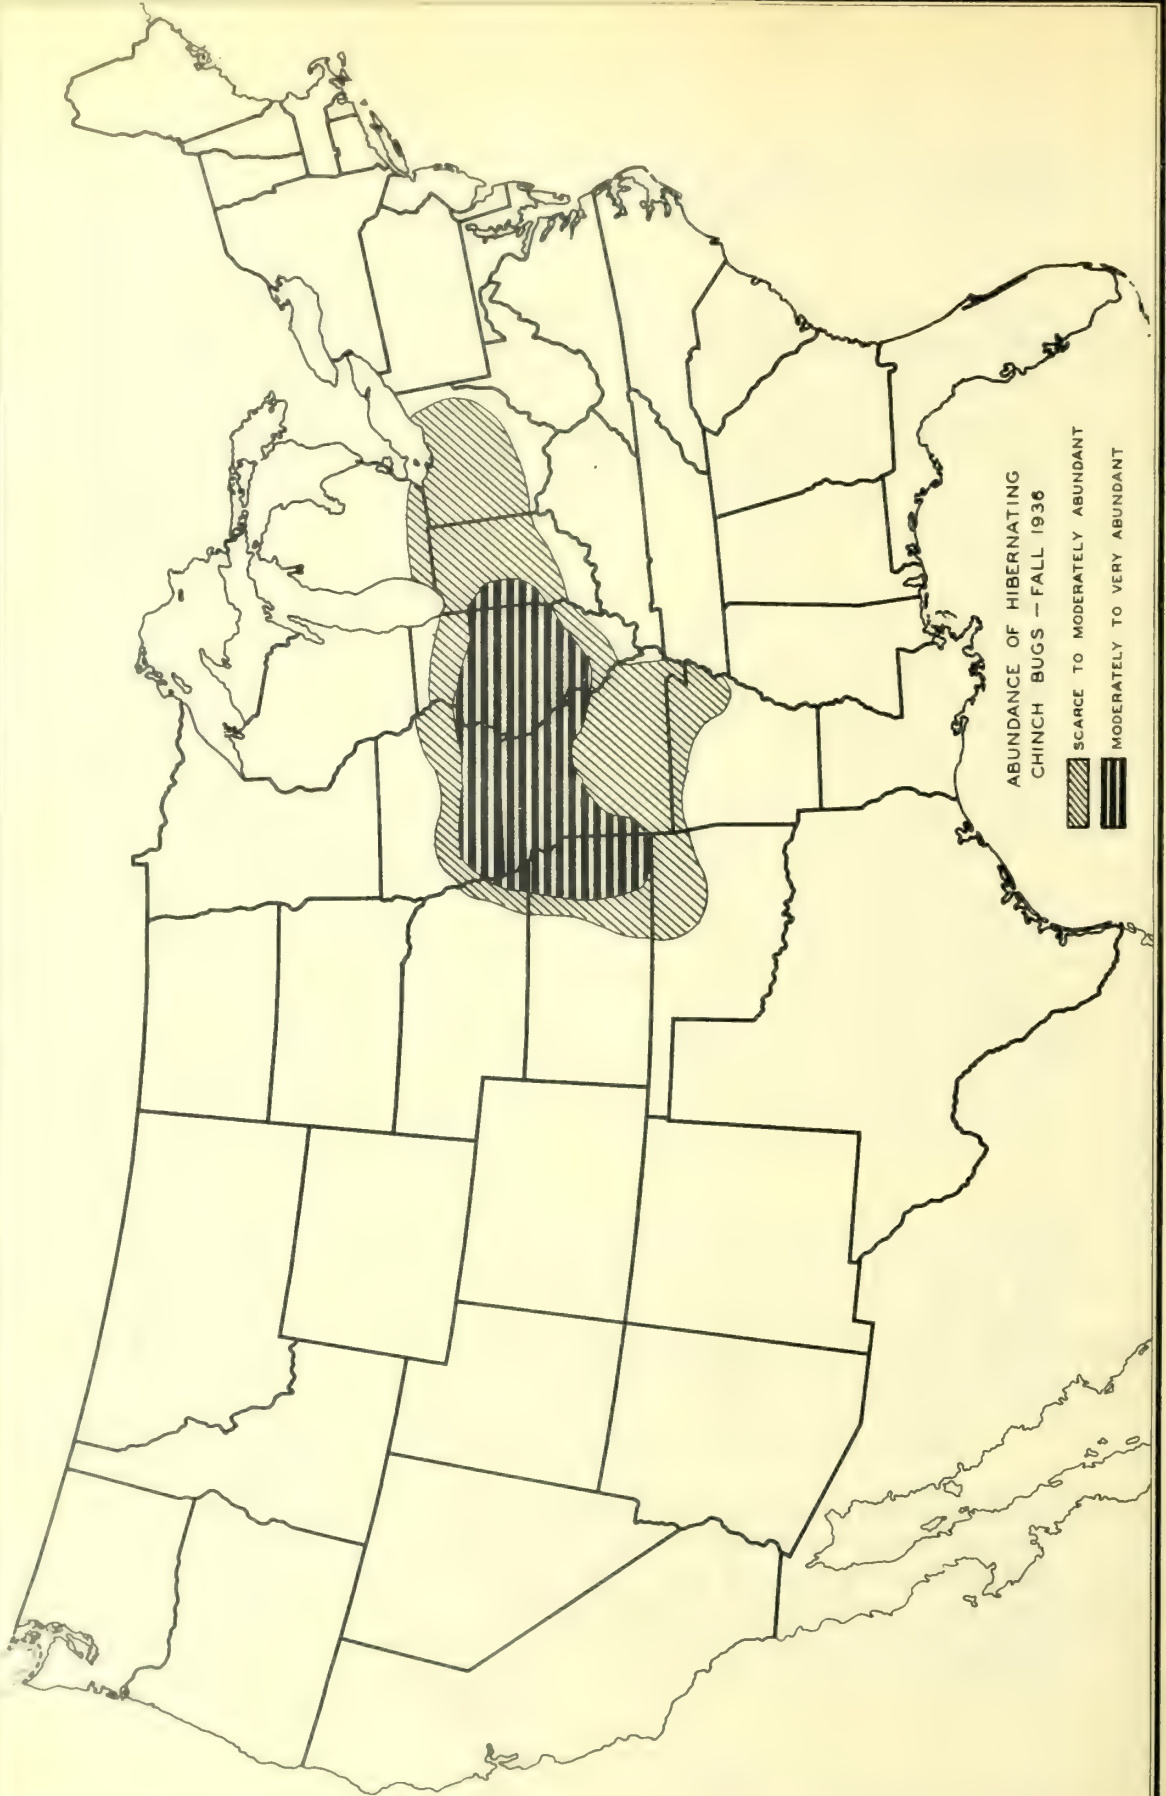 ABUNDANCE OF HIBERNATING
CHINCH BUGS — FALL 1936
SCARCE TO MODERATELY ABUNDANT
MODERATELY TO VERY ABUNDANT